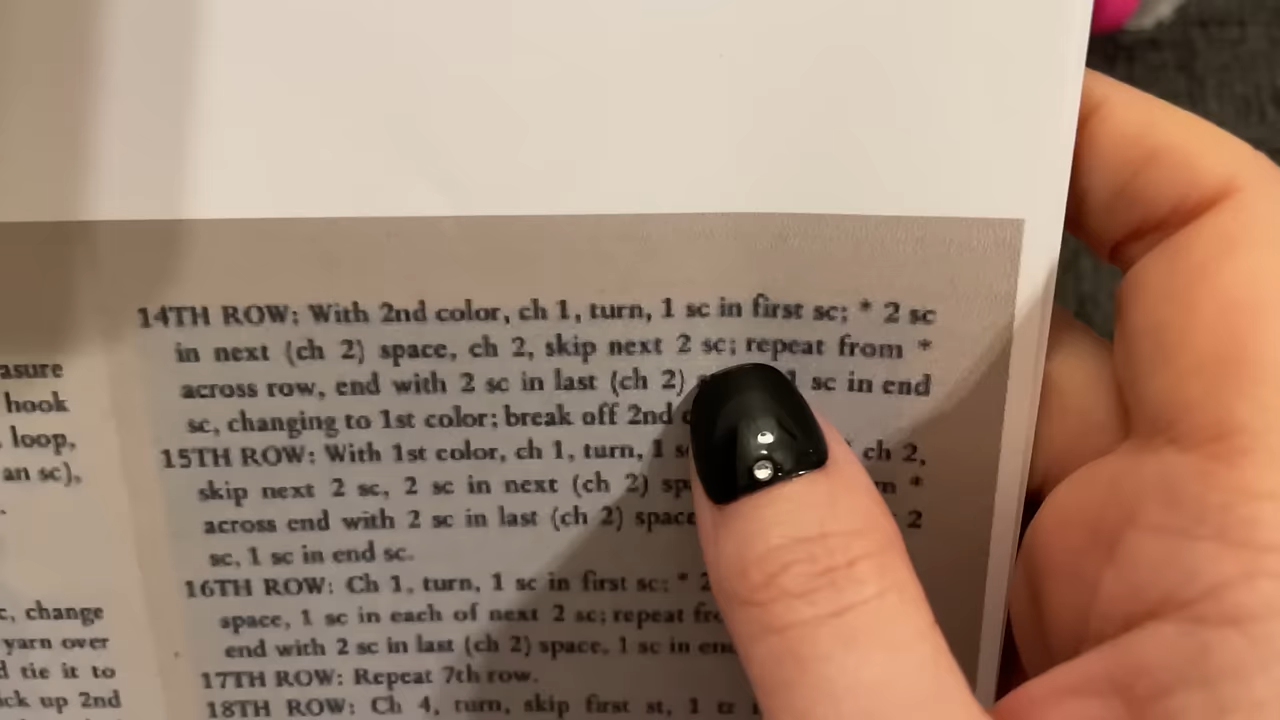 asure
hook
loop,
an sc),
c, change
yarn over
d tie it to
ick up 2nd
14TH ROW: With 2nd color, ch 1, turn, 1 sc in first sc; * 2 sc
in next (ch 2) space, ch 2, skip next 2 sc; repeat from *
across row, end with 2 sc in last (ch 2) 1 sc in end
sc, changing to 1st color; break off 2nd
15TH ROW: With 1st color, ch 1, turn, 1 ch 2,
skip next 2 sc, 2 sc in next (ch 2) *
across end with 2 sc in last (ch 2) space 2
sc, 1 sc in end sc.
16TH ROW: Ch 1, turn, 1 sc in first sc; *
space, 1 sc in each of next 2 sc; repeat
end with 2 sc in last (ch 2) space, 1 sc in
17TH ROW: Repeat 7th row.
18TH ROW: Ch 4, turn, skip first st, 1 tr